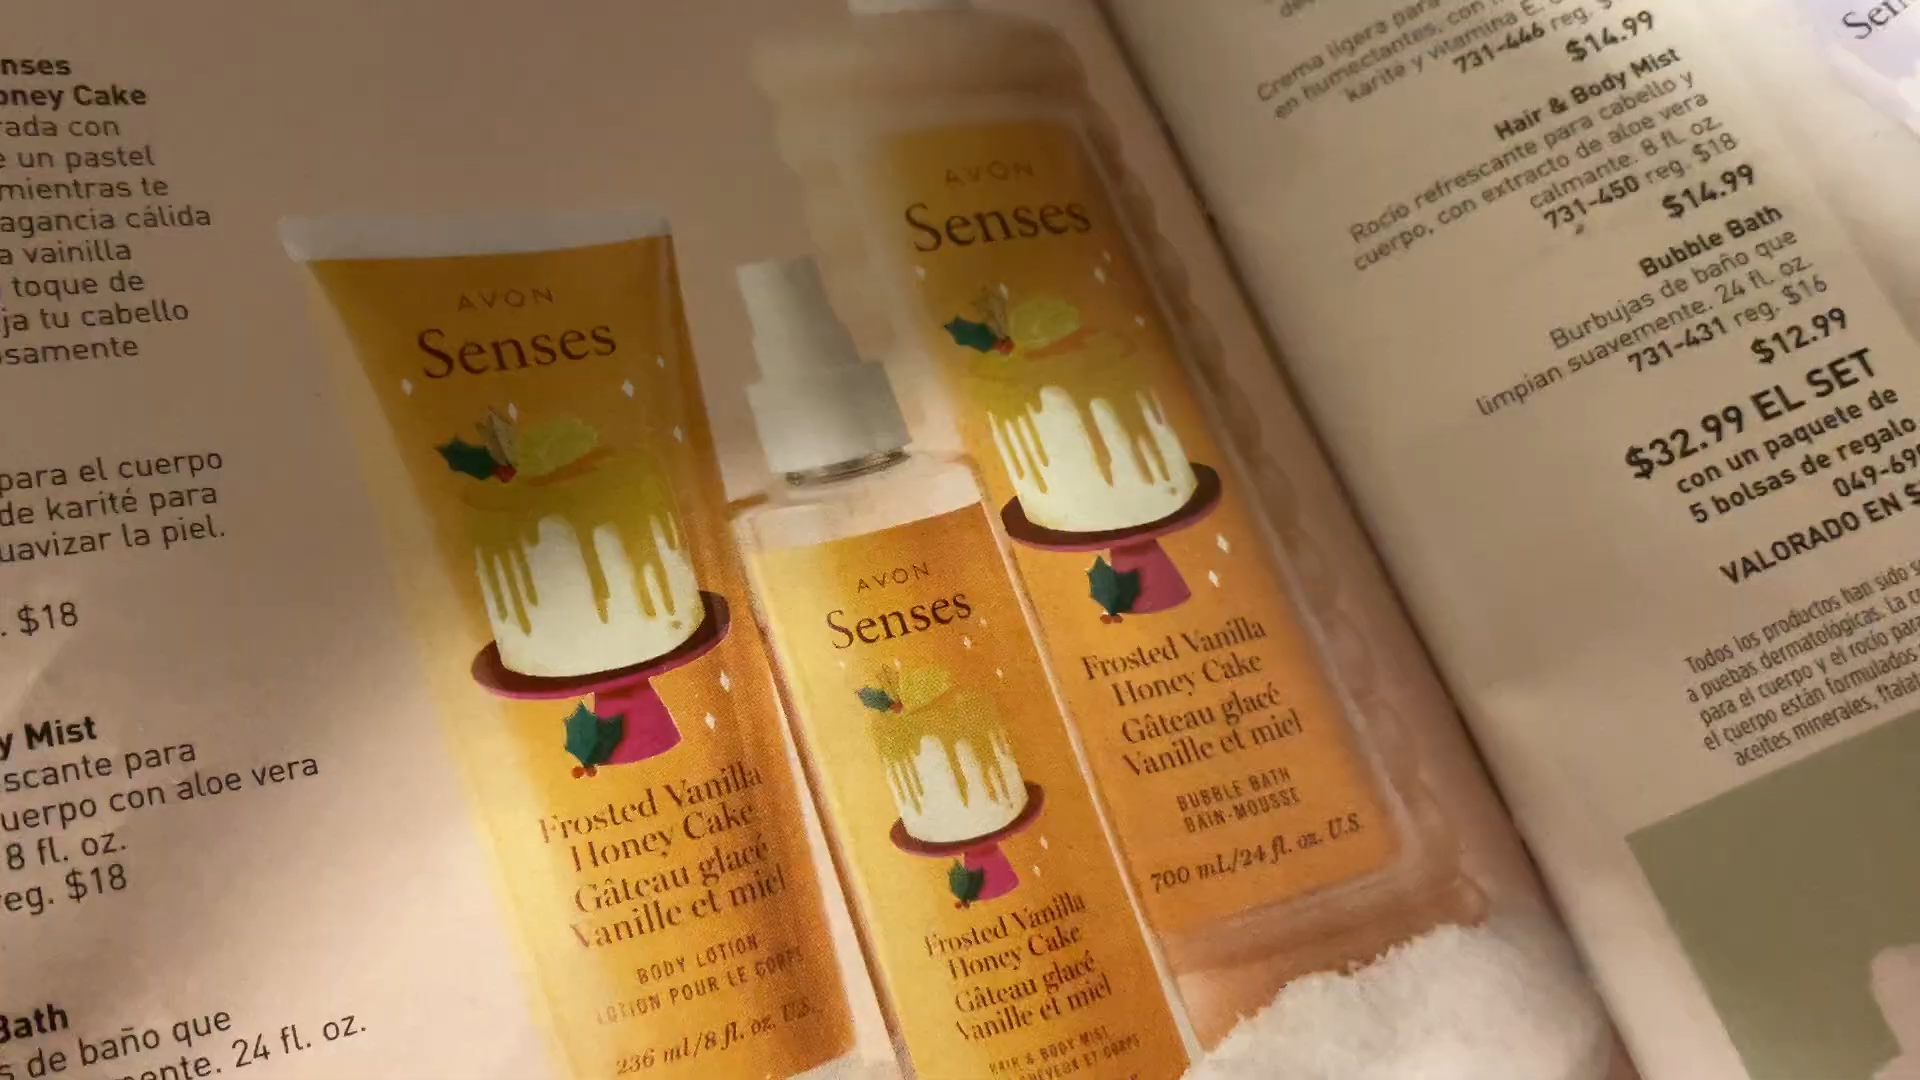 nses
oney Cake
rada con
e un pastel
mientras te
agancia cálida
a vainilla
toque de
ja tu cabello
osamente
para el cuerpo
de karité para
uavizar la piel.
. $18
y Mist
scante para
uerpo con aloe vera
8 fl. oz.
reg. $18
Bath
s de baño que
mente. 24 fl. oz.
AVON
Senses
Frosted Vanilla
Honey Cake
Gâteau glacé
Vanille et miel
BODY LOTION
LOTION POUR LE CORPS
236 ml/8 fl. oz. U.S.
AVON
Senses
Frosted Vanilla
Honey Cake
Gâteau glacé
Vanille et miel
HAIR & BODY MIST
CHEVEUX ET CORPS
AVON
Senses
Frosted Vanilla
Honey Cake
Gâteau glacé
Vanille et miel
BUBBLE BATH
BAIN-MOUSSE
700 mL/24 fl. oz. U.S.
Crema ligera para
en humectantes, con
karité y vitamina E.
731-446 reg.
$14.99
Hair & Body Mist
Rocío refrescante para cabello y
cuerpo, con extracto de aloe vera
calmante. 8 fl. oz.
731-450 reg. $18
$14.99
Bubble Bath
Burbujas de baño que
limpian suavemente. 24 fl. oz.
731-431 reg. $16
$12.99
$32.99 EL SET
con un paquete de
5 bolsas de regalo.
049-69
VALORADO EN $
Todos los productos han sido s
a puebas dermatológicas. La c
para el cuerpo y el rocío para
el cuerpo están formulados
aceites minerales, ftalat
Sen